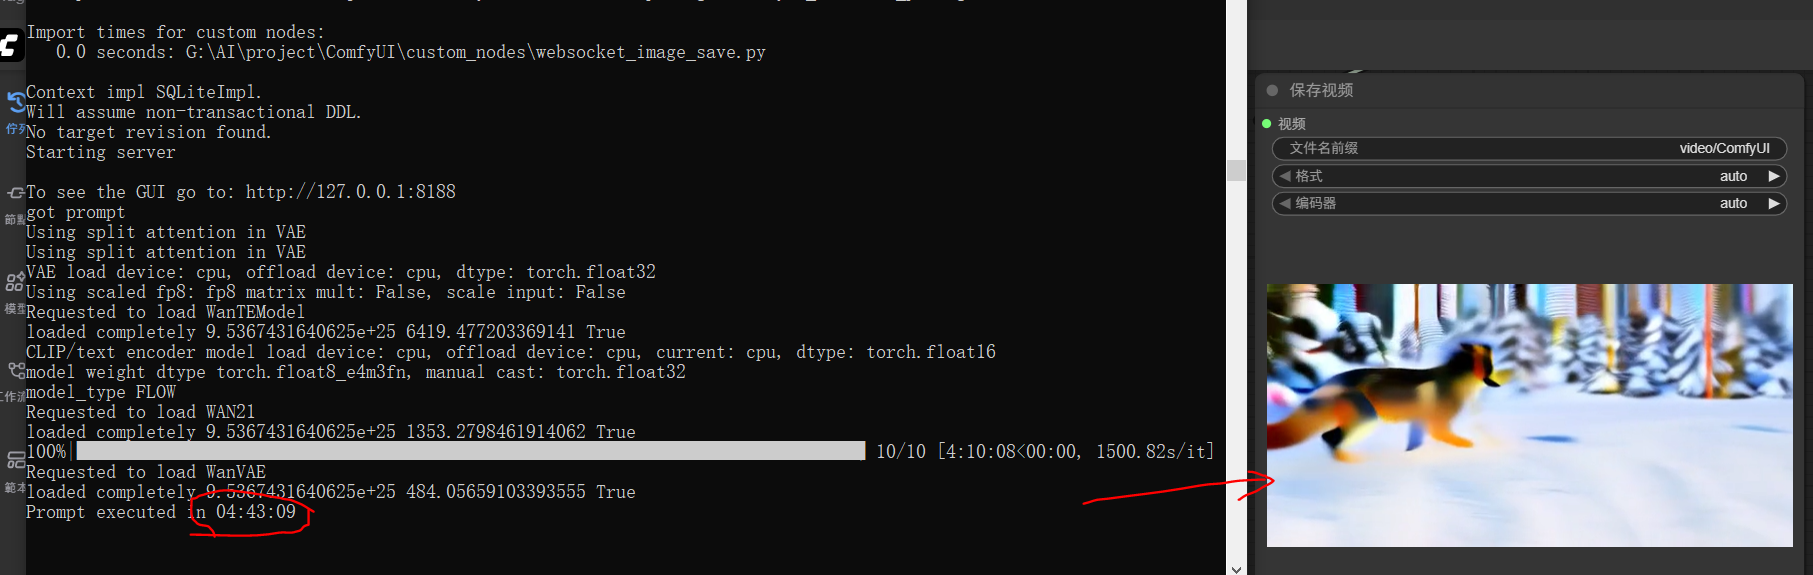 Import times for custom nodes:
0.0 seconds: G:\AI\project\ComfyUI\custom_nodes\websocket_image_save.py
Context impl SQLiteImpl.
Will assume non-transactional DDL.
No target revision found.
Starting server
To see the GUI go to: http://127.0.0.1:8188
got prompt
Using split attention in VAE
Using split attention in VAE
VAE load device: cpu, offload device: cpu, dtype: torch.float32
Using scaled fp8: fp8 matrix mult: False, scale input: False
Requested to load WanTEModel
loaded completely 9.5367431640625e+25 6419.477203369141 True
CLIP/text encoder model load device: cpu, offload device: cpu, current: cpu, dtype: torch.float16
model weight dtype torch.float8_e4m3fn, manual cast: torch.float32
model_type FLOW
Requested to load WAN21
loaded completely 9.5367431640625e+25 1353.2798461914062 True
100% 10/10 [4:10:08<00:00, 1500.82s/it]
Requested to load WanVAE
loaded completely 9.5367431640625e+25 484.05659103393555 True
Prompt executed in 04:43:09
保存视频
视频
文件名前缀 video/ComfyUI
格式 auto
编码器 auto